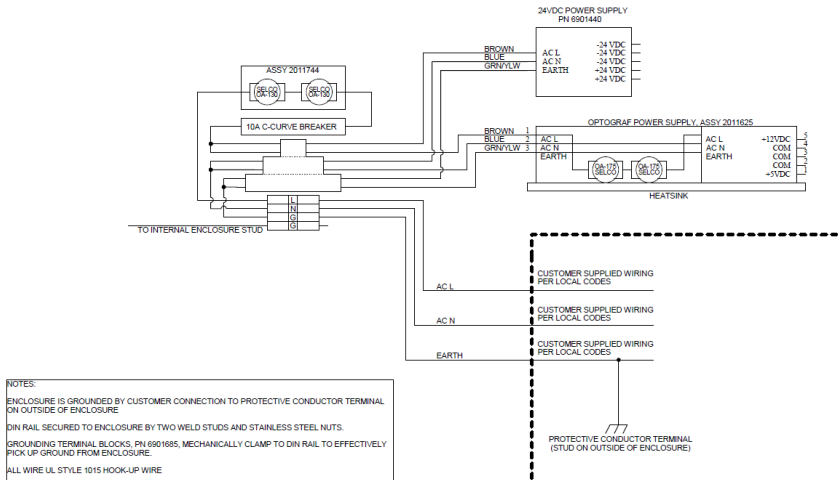 24VDC POWER SUPPLY
PN 6901440
BROWN
BLUE
GRN/YLW
AC L
AC N
EARTH
-24 VDC
-24 VDC
-24 VDC
+24 VDC
+24 VDC
ASSY 2011744
SELCO
OA-130
SELCO
OA-130
10A C-CURVE BREAKER
OPTOGRAF POWER SUPPLY, ASSY 2011625
BROWN 1
BLUE 2
GRN/YLW 3
AC L
AC N
EARTH
OA-175
SELCO
OA-175
SELCO
AC L
AC N
EARTH
+12VDC 5
COM 4
COM 3
COM 2
+5VDC 1
HEATSINK
L
N
G
G
TO INTERNAL ENCLOSURE STUD
AC L
CUSTOMER SUPPLIED WIRING
PER LOCAL CODES
AC N
CUSTOMER SUPPLIED WIRING
PER LOCAL CODES
EARTH
CUSTOMER SUPPLIED WIRING
PER LOCAL CODES
PROTECTIVE CONDUCTOR TERMINAL
(STUD ON OUTSIDE OF ENCLOSURE)
NOTES:
ENCLOSURE IS GROUNDED BY CUSTOMER CONNECTION TO PROTECTIVE CONDUCTOR TERMINAL
ON OUTSIDE OF ENCLOSURE
DIN RAIL SECURED TO ENCLOSURE BY TWO WELD STUDS AND STAINLESS STEEL NUTS.
GROUNDING TERMINAL BLOCKS, PN 6901685, MECHANICALLY CLAMP TO DIN RAIL TO EFFECTIVELY
PICK UP GROUND FROM ENCLOSURE.
ALL WIRE UL STYLE 1015 HOOK-UP WIRE